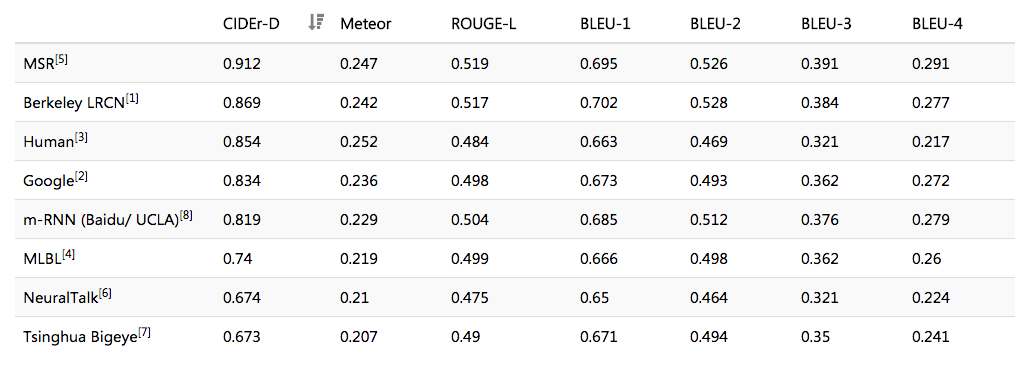 CIDEr-D Meteor ROUGE-L BLEU-1 BLEU-2 BLEU-3 BLEU-4
MSR[5] 0.912 0.247 0.519 0.695 0.526 0.391 0.291
Berkeley LRCN[1] 0.869 0.242 0.517 0.702 0.528 0.384 0.277
Human[3] 0.854 0.252 0.484 0.663 0.469 0.321 0.217
Google[2] 0.834 0.236 0.498 0.673 0.493 0.362 0.272
m-RNN (Baidu/ UCLA)[8] 0.819 0.229 0.504 0.685 0.512 0.376 0.279
MLBL[4] 0.74 0.219 0.499 0.666 0.498 0.362 0.26
NeuralTalk[6] 0.674 0.21 0.475 0.65 0.464 0.321 0.224
Tsinghua Bigeye[7] 0.673 0.207 0.49 0.671 0.494 0.35 0.241